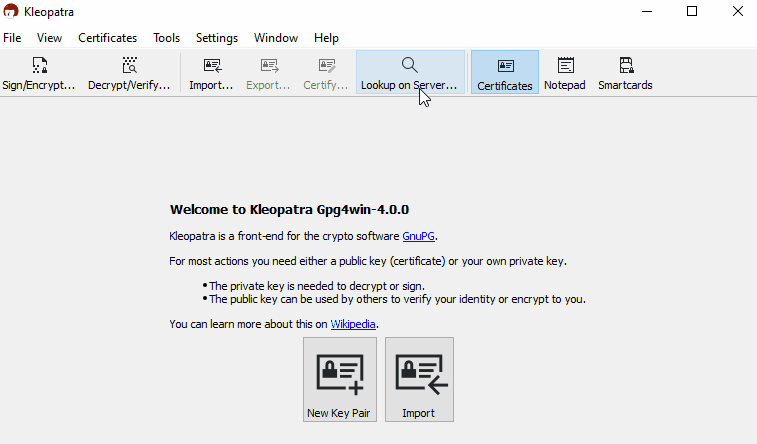 Kleopatra
File View Certificates Tools Settings Window Help
Sign/Encrypt... Decrypt/Verify... Import... Export... Certify... Lookup on Server... Certificates Notepad Smartcards
Welcome to Kleopatra Gpg4win-4.0.0
Kleopatra is a front-end for the crypto software GnuPG.
For most actions you need either a public key (certificate) or your own private key.
• The private key is needed to decrypt or sign.
• The public key can be used by others to verify your identity or encrypt to you.
You can learn more about this on Wikipedia.
New Key Pair Import